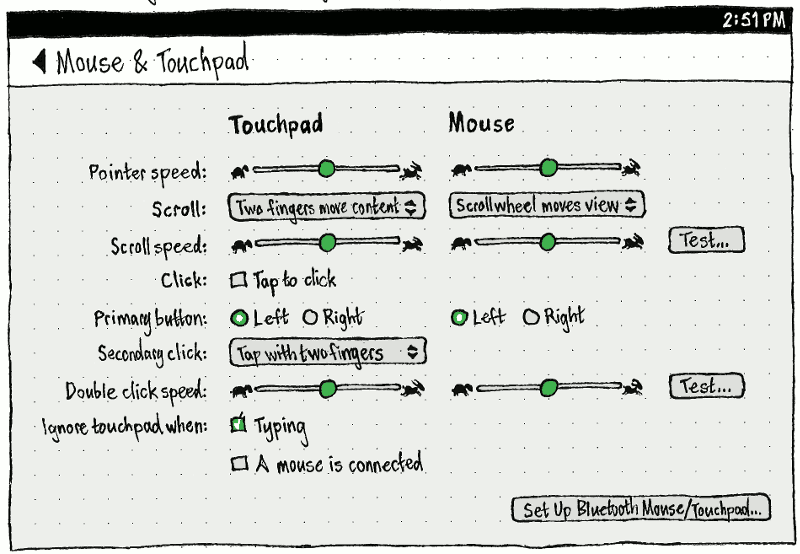 2:51PM
Mouse & Touchpad
Touchpad Mouse
Pointer speed:
Scroll: Two fingers move content Scrollwheel moves view
Scroll speed: Test...
Click: Tap to click
Primary button: Left Right Left Right
Secondary click: Tap with two fingers
Double click speed: Test...
Ignore touchpad when: Typing
A mouse is connected
Set Up Bluetooth Mouse/Touchpad...